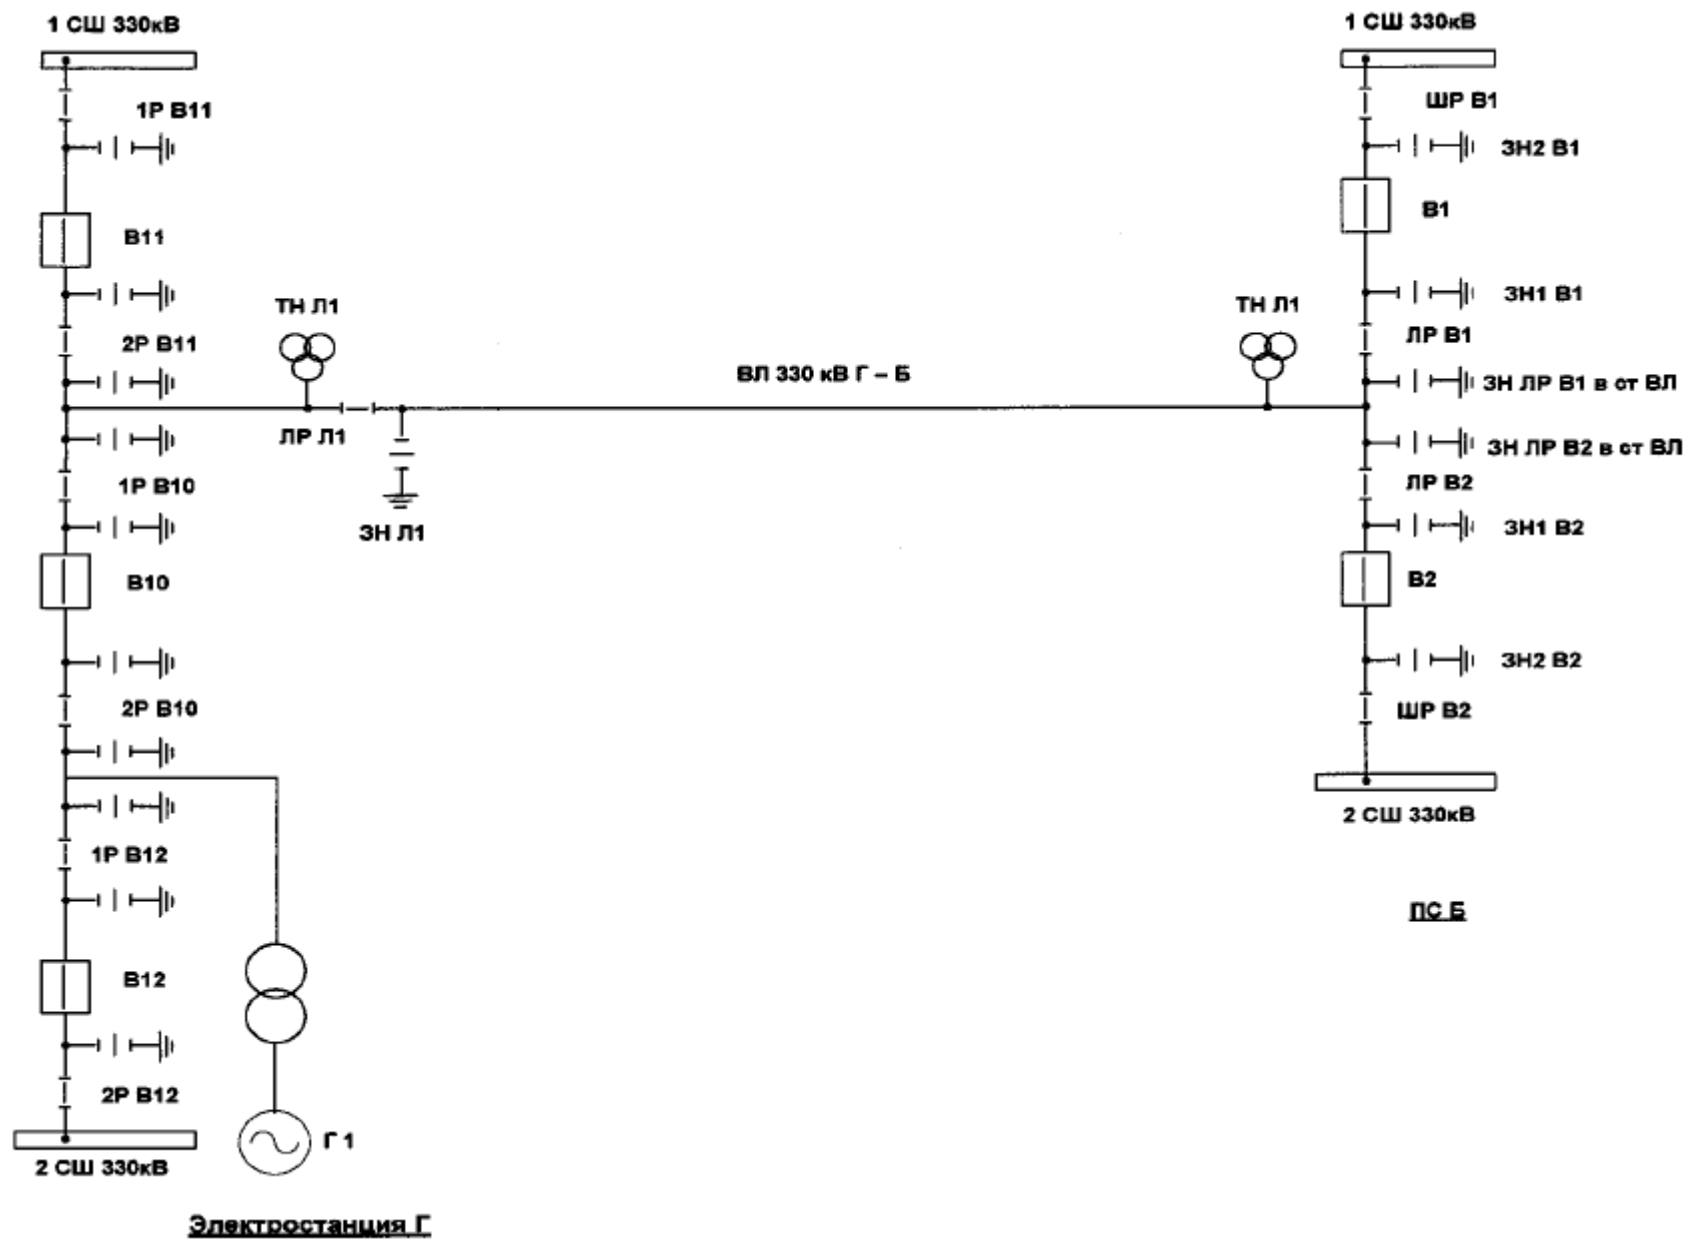 1 СШ 330кВ
1Р В11
В11
2Р В11
ТН Л1
ЛР Л1
ЗН Л1
1Р В10
В10
2Р В10
1Р В12
В12
2Р В12
2 СШ 330кВ
Г 1
Электростанция Г
ВЛ 330 кВ Г – Б
1 СШ 330кВ
ШР В1
ЗН2 В1
В1
ЗН1 В1
ЛР В1
ТН Л1
ЗН ЛР В1 в ст ВЛ
ЗН ЛР В2 в ст ВЛ
ЛР В2
ЗН1 В2
В2
ЗН2 В2
ШР В2
2 СШ 330кВ
ПС Б